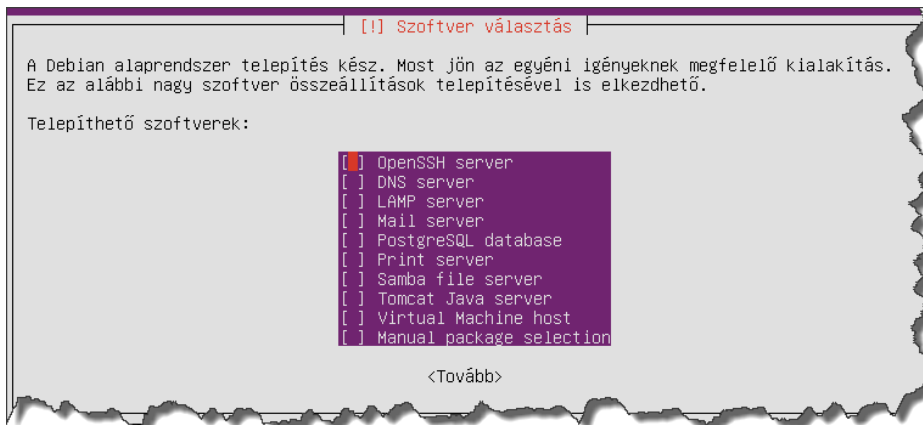 [!] Szoftver választás
A Debian alaprendszer telepítés kész. Most jön az egyéni igényeknek megfelelő kialakítás.
Ez az alábbi nagy szoftver összeállítások telepítésével is elkezdhető.
Telepíthető szoftverek:
[ ] OpenSSH server
[ ] DNS server
[ ] LAMP server
[ ] Mail server
[ ] PostgreSQL database
[ ] Print server
[ ] Samba file server
[ ] Tomcat Java server
[ ] Virtual Machine host
[ ] Manual package selection
<Tovább>